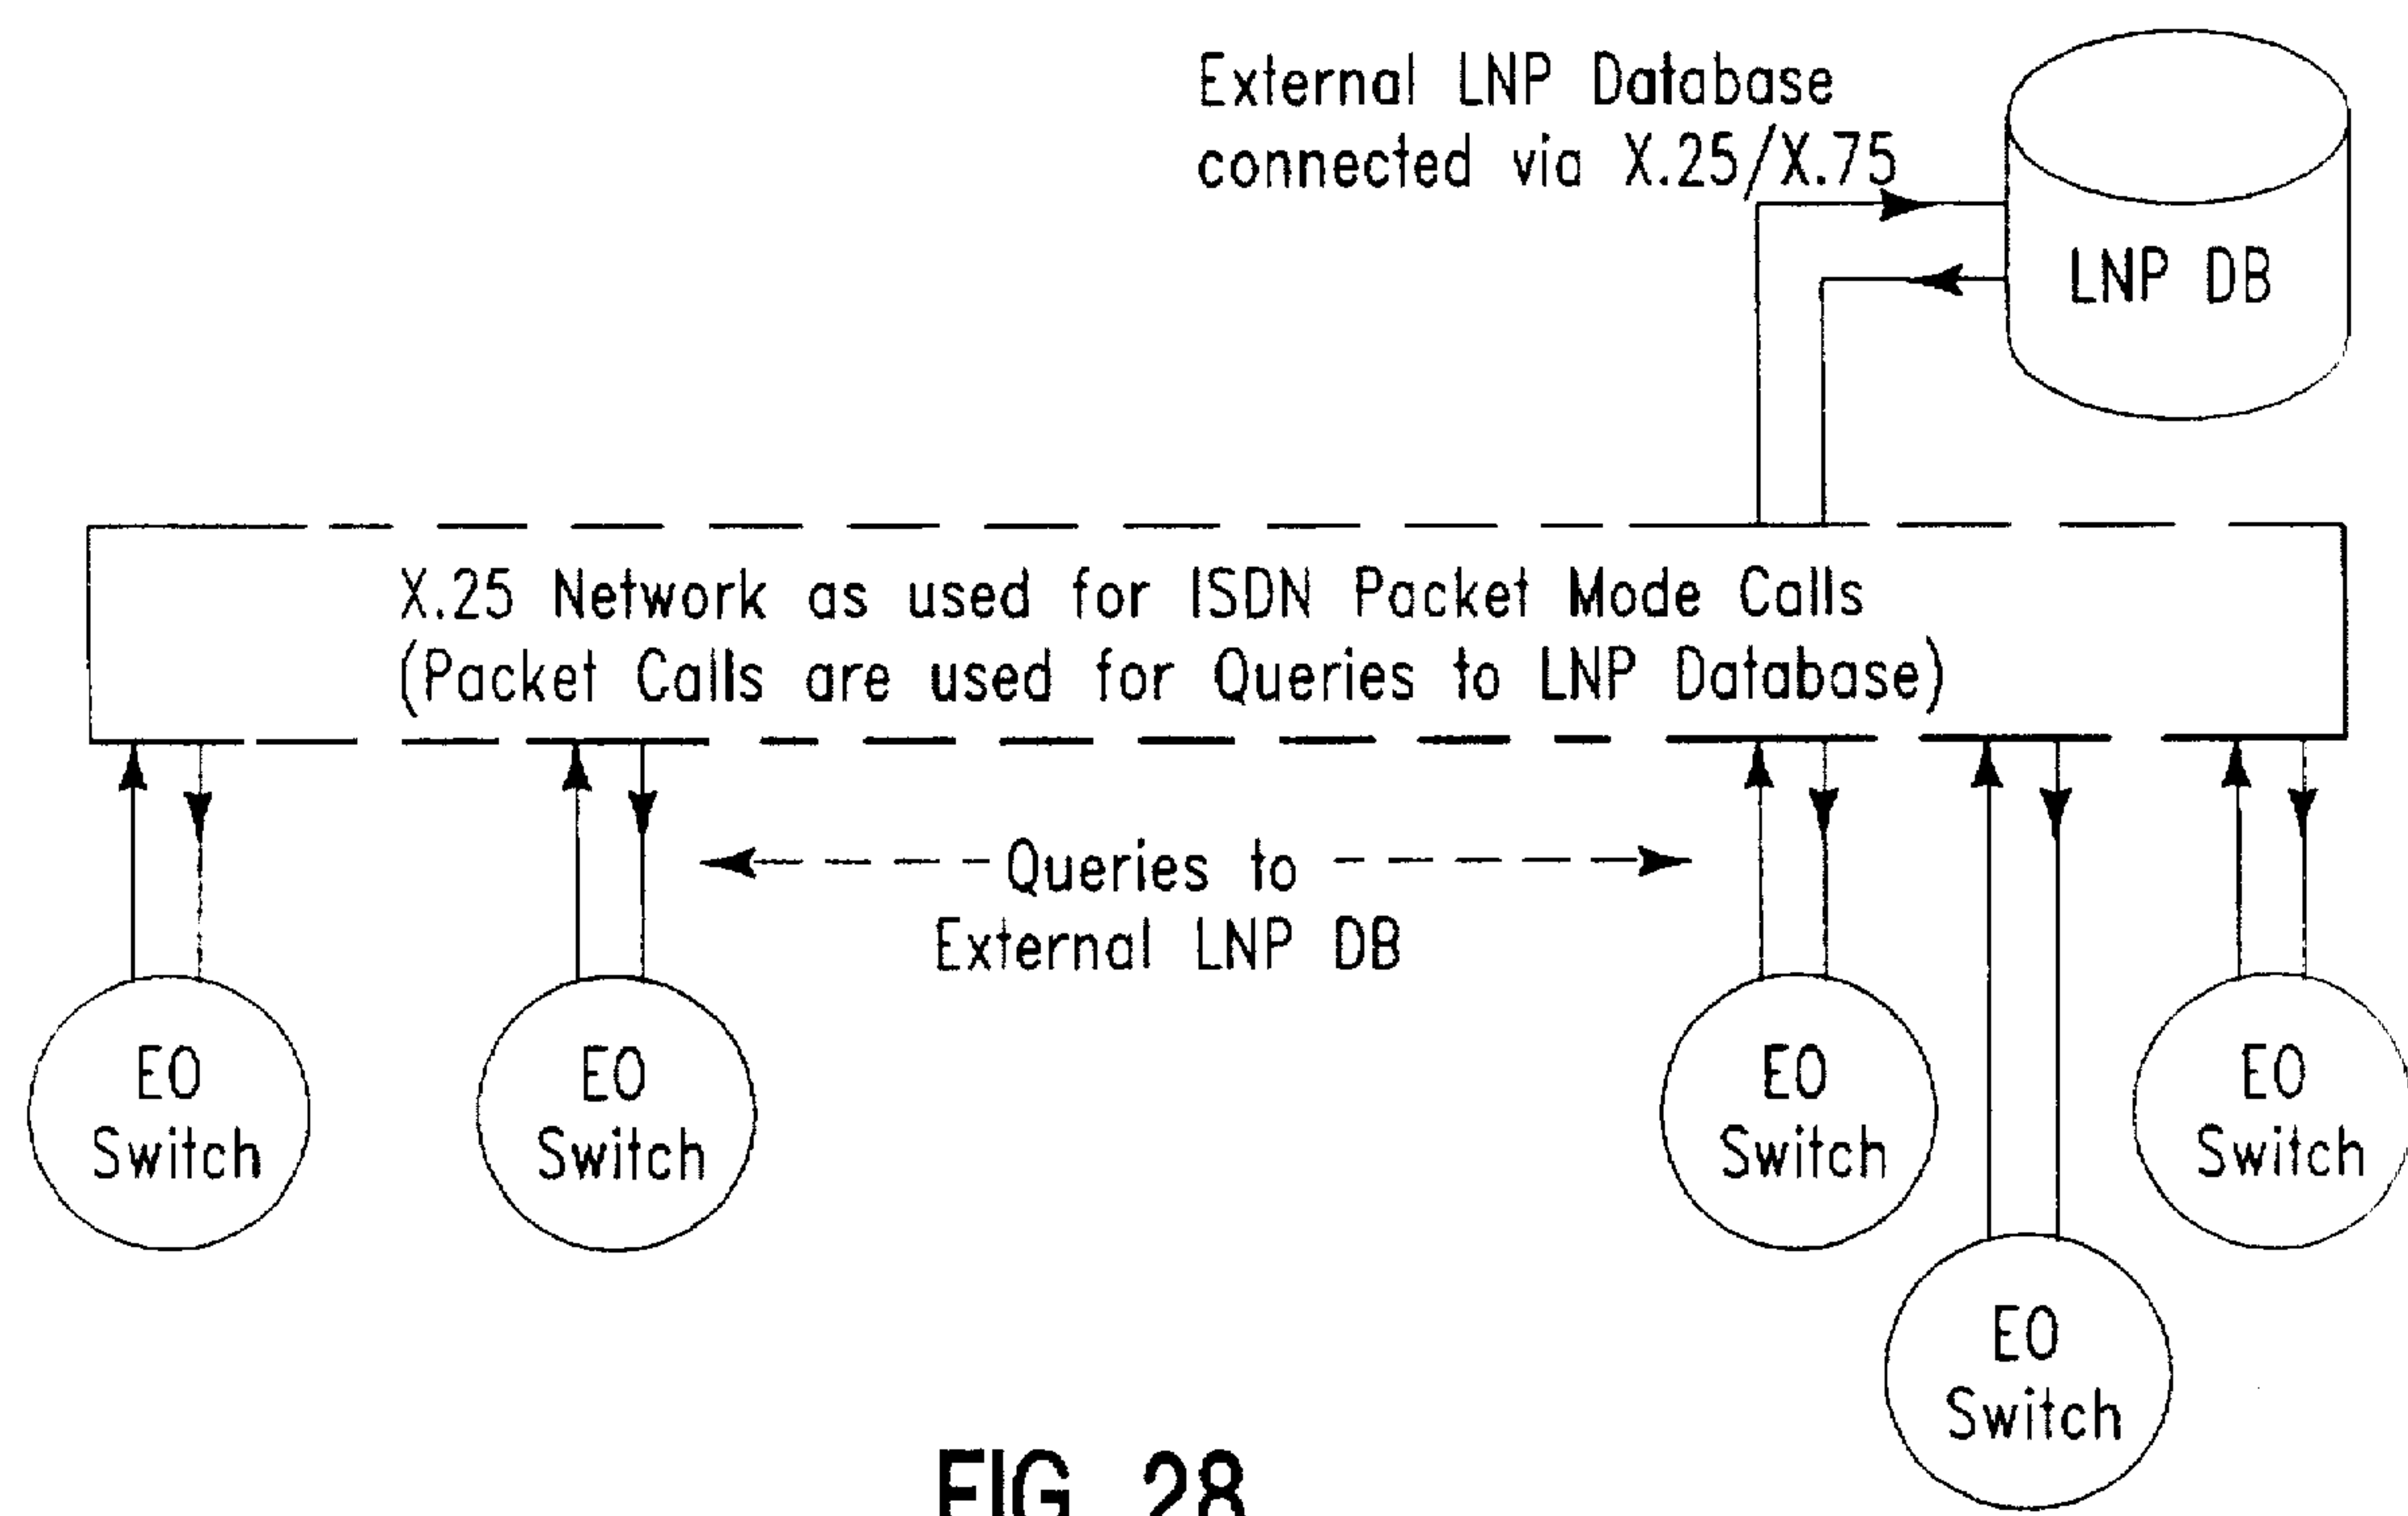 External LNP Database
connected via X.25/X.75
LNP DB
X.25 Network as used for ISDN Packet Mode Calls
(Packet Calls are used for Queries to LNP Database)
Queries to
External LNP DB
EO
Switch
EO
Switch
EO
Switch
EO
Switch
EO
Switch
FIG 28